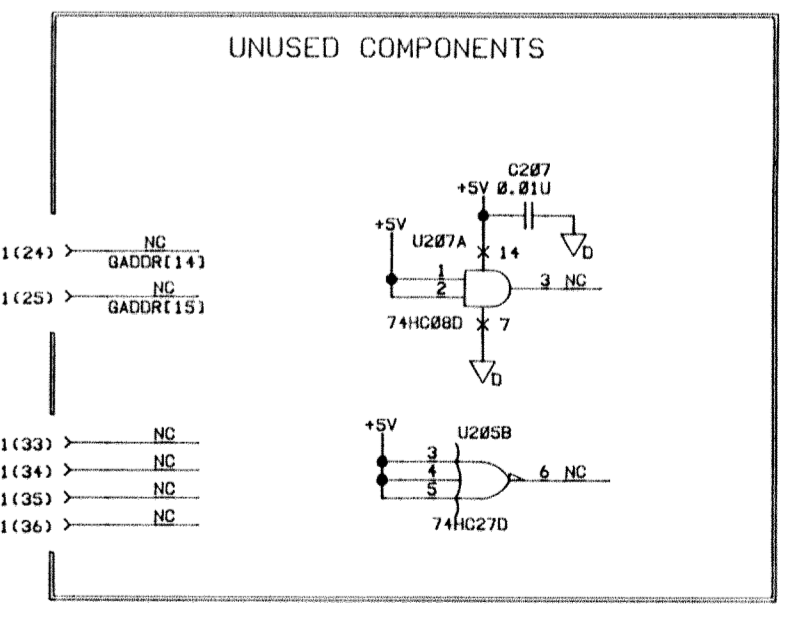 UNUSED COMPONENTS
C207
+5V 0.01U
+5V
U207A
14
1(24) NC
GADDR[14]
1
2
3 NC
1(25) NC
GADDR[15]
74HC08D 7
D
D
+5V
U205B
1(33) NC
3
1(34) NC
4
6 NC
1(35) NC
5
1(36) NC
74HC27D